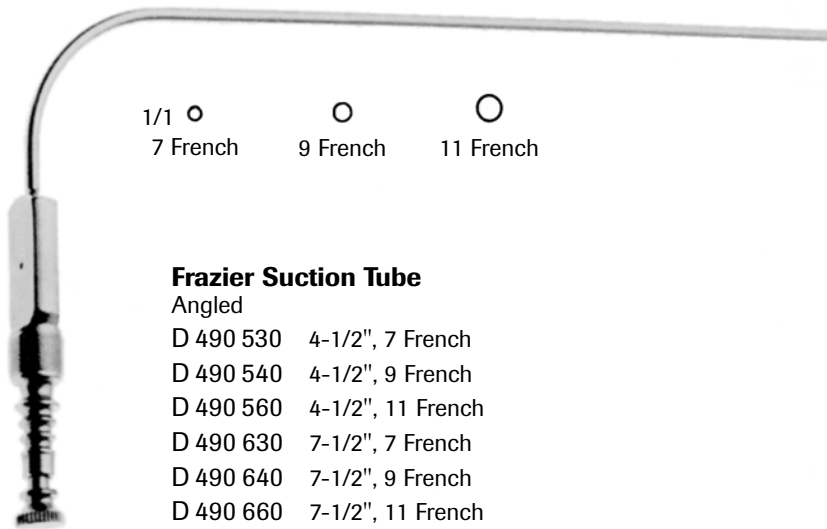 1/1
7 French 9 French 11 French
Frazier Suction Tube
Angled
D 490 530 4-1/2", 7 French
D 490 540 4-1/2", 9 French
D 490 560 4-1/2", 11 French
D 490 630 7-1/2", 7 French
D 490 640 7-1/2", 9 French
D 490 660 7-1/2", 11 French